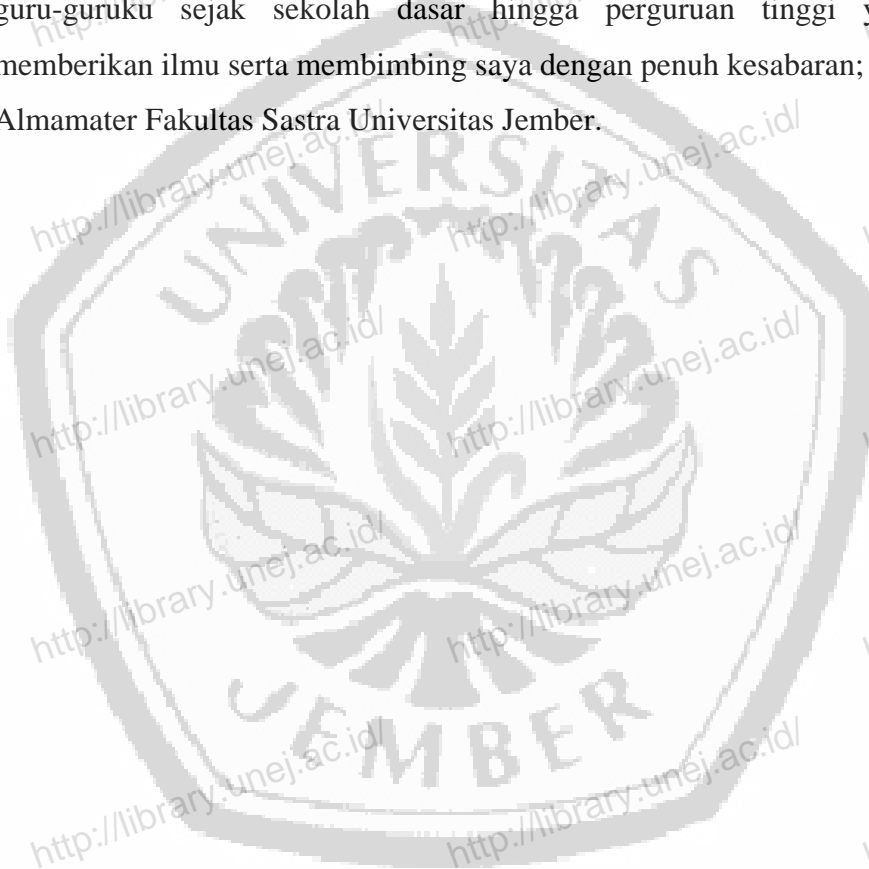 guru-guruku sejak sekolah dasar hingga perguruan tinggi
memberikan ilmu serta membimbing saya dengan penuh kesabaran;
Almamater Fakultas Sastra Universitas Jember.
http://library.unej.ac.id/ http://library.unej.ac.id/
UNIVERSITAS
http://library.unej.ac.id/ http://library.unej.ac.id/
http://library.unej.ac.id/ http://library.unej.ac.id/
JEMBER
http://library.unej.ac.id/ http://library.unej.ac.id/